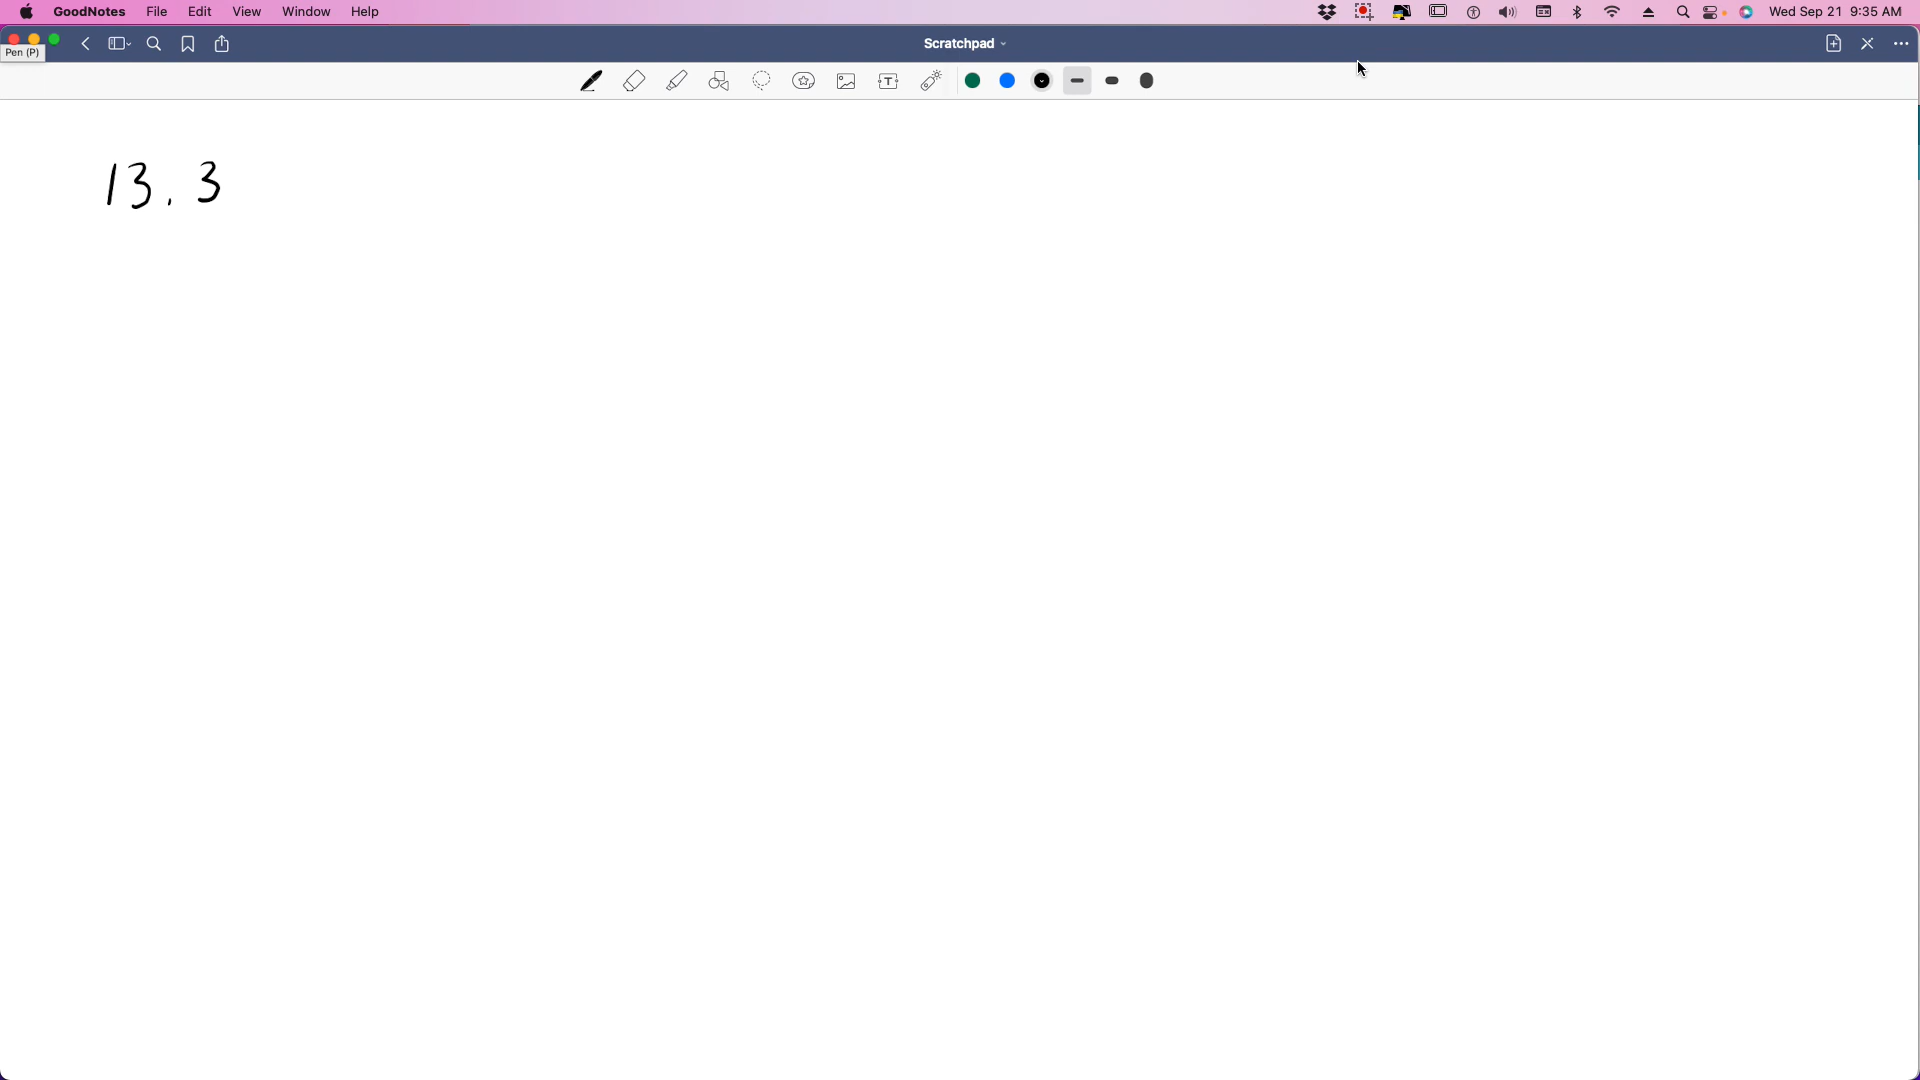 GoodNotes File Edit View Window Help Wed Sep 21 9:35 AM
Pen (P) Scratchpad
13. 3